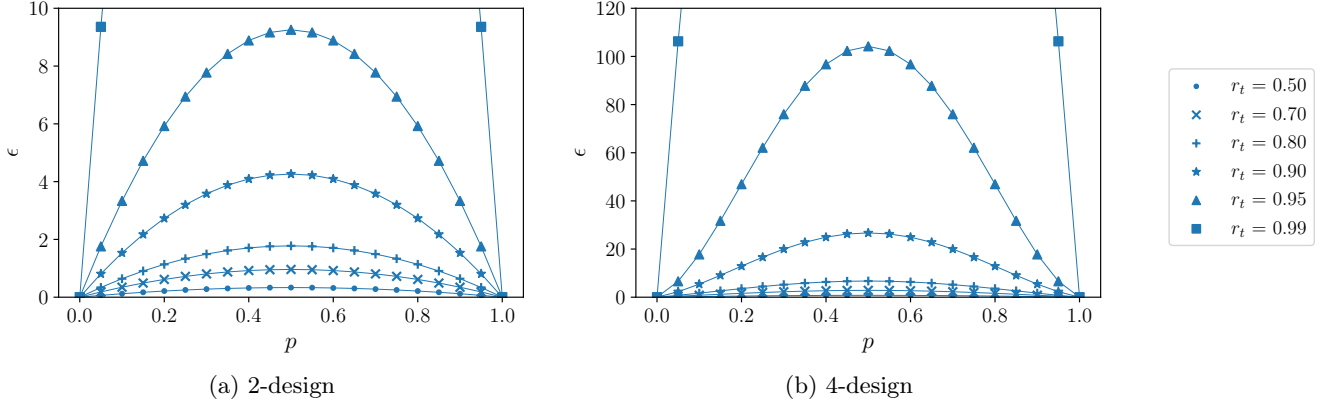 10
8
6
4
2
0
ϵ
0.0 0.2 0.4 0.6 0.8 1.0
p
(a) 2-design
120
100
80
60
40
20
0
ϵ
0.0 0.2 0.4 0.6 0.8 1.0
p
(b) 4-design
r_t = 0.50
r_t = 0.70
r_t = 0.80
r_t = 0.90
r_t = 0.95
r_t = 0.99